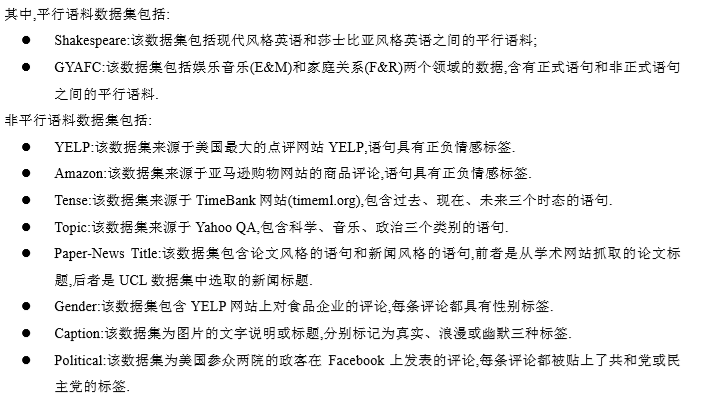 其中,平行语料数据集包括:
● Shakespeare:该数据集包括现代风格英语和莎士比亚风格英语之间的平行语料;
● GYAFC:该数据集包括娱乐音乐(E&M)和家庭关系(F&R)两个领域的数据,含有正式语句和非正式语句
之间的平行语料.
非平行语料数据集包括:
● YELP:该数据集来源于美国最大的点评网站 YELP,语句具有正负情感标签.
● Amazon:该数据集来源于亚马逊购物网站的商品评论,语句具有正负情感标签.
● Tense:该数据集来源于 TimeBank 网站(timeml.org),包含过去、现在、未来三个时态的语句.
● Topic:该数据集来源于 Yahoo QA,包含科学、音乐、政治三个类别的语句.
● Paper-News Title:该数据集包含论文风格的语句和新闻风格的语句,前者是从学术网站抓取的论文标
题,后者是 UCL 数据集中选取的新闻标题.
● Gender:该数据集包含 YELP 网站上对食品企业的评论,每条评论都具有性别标签.
● Caption:该数据集为图片的文字说明或标题,分别标记为真实、浪漫或幽默三种标签.
● Political:该数据集为美国参众两院的政客在 Facebook 上发表的评论,每条评论都被贴上了共和党或民
主党的标签.